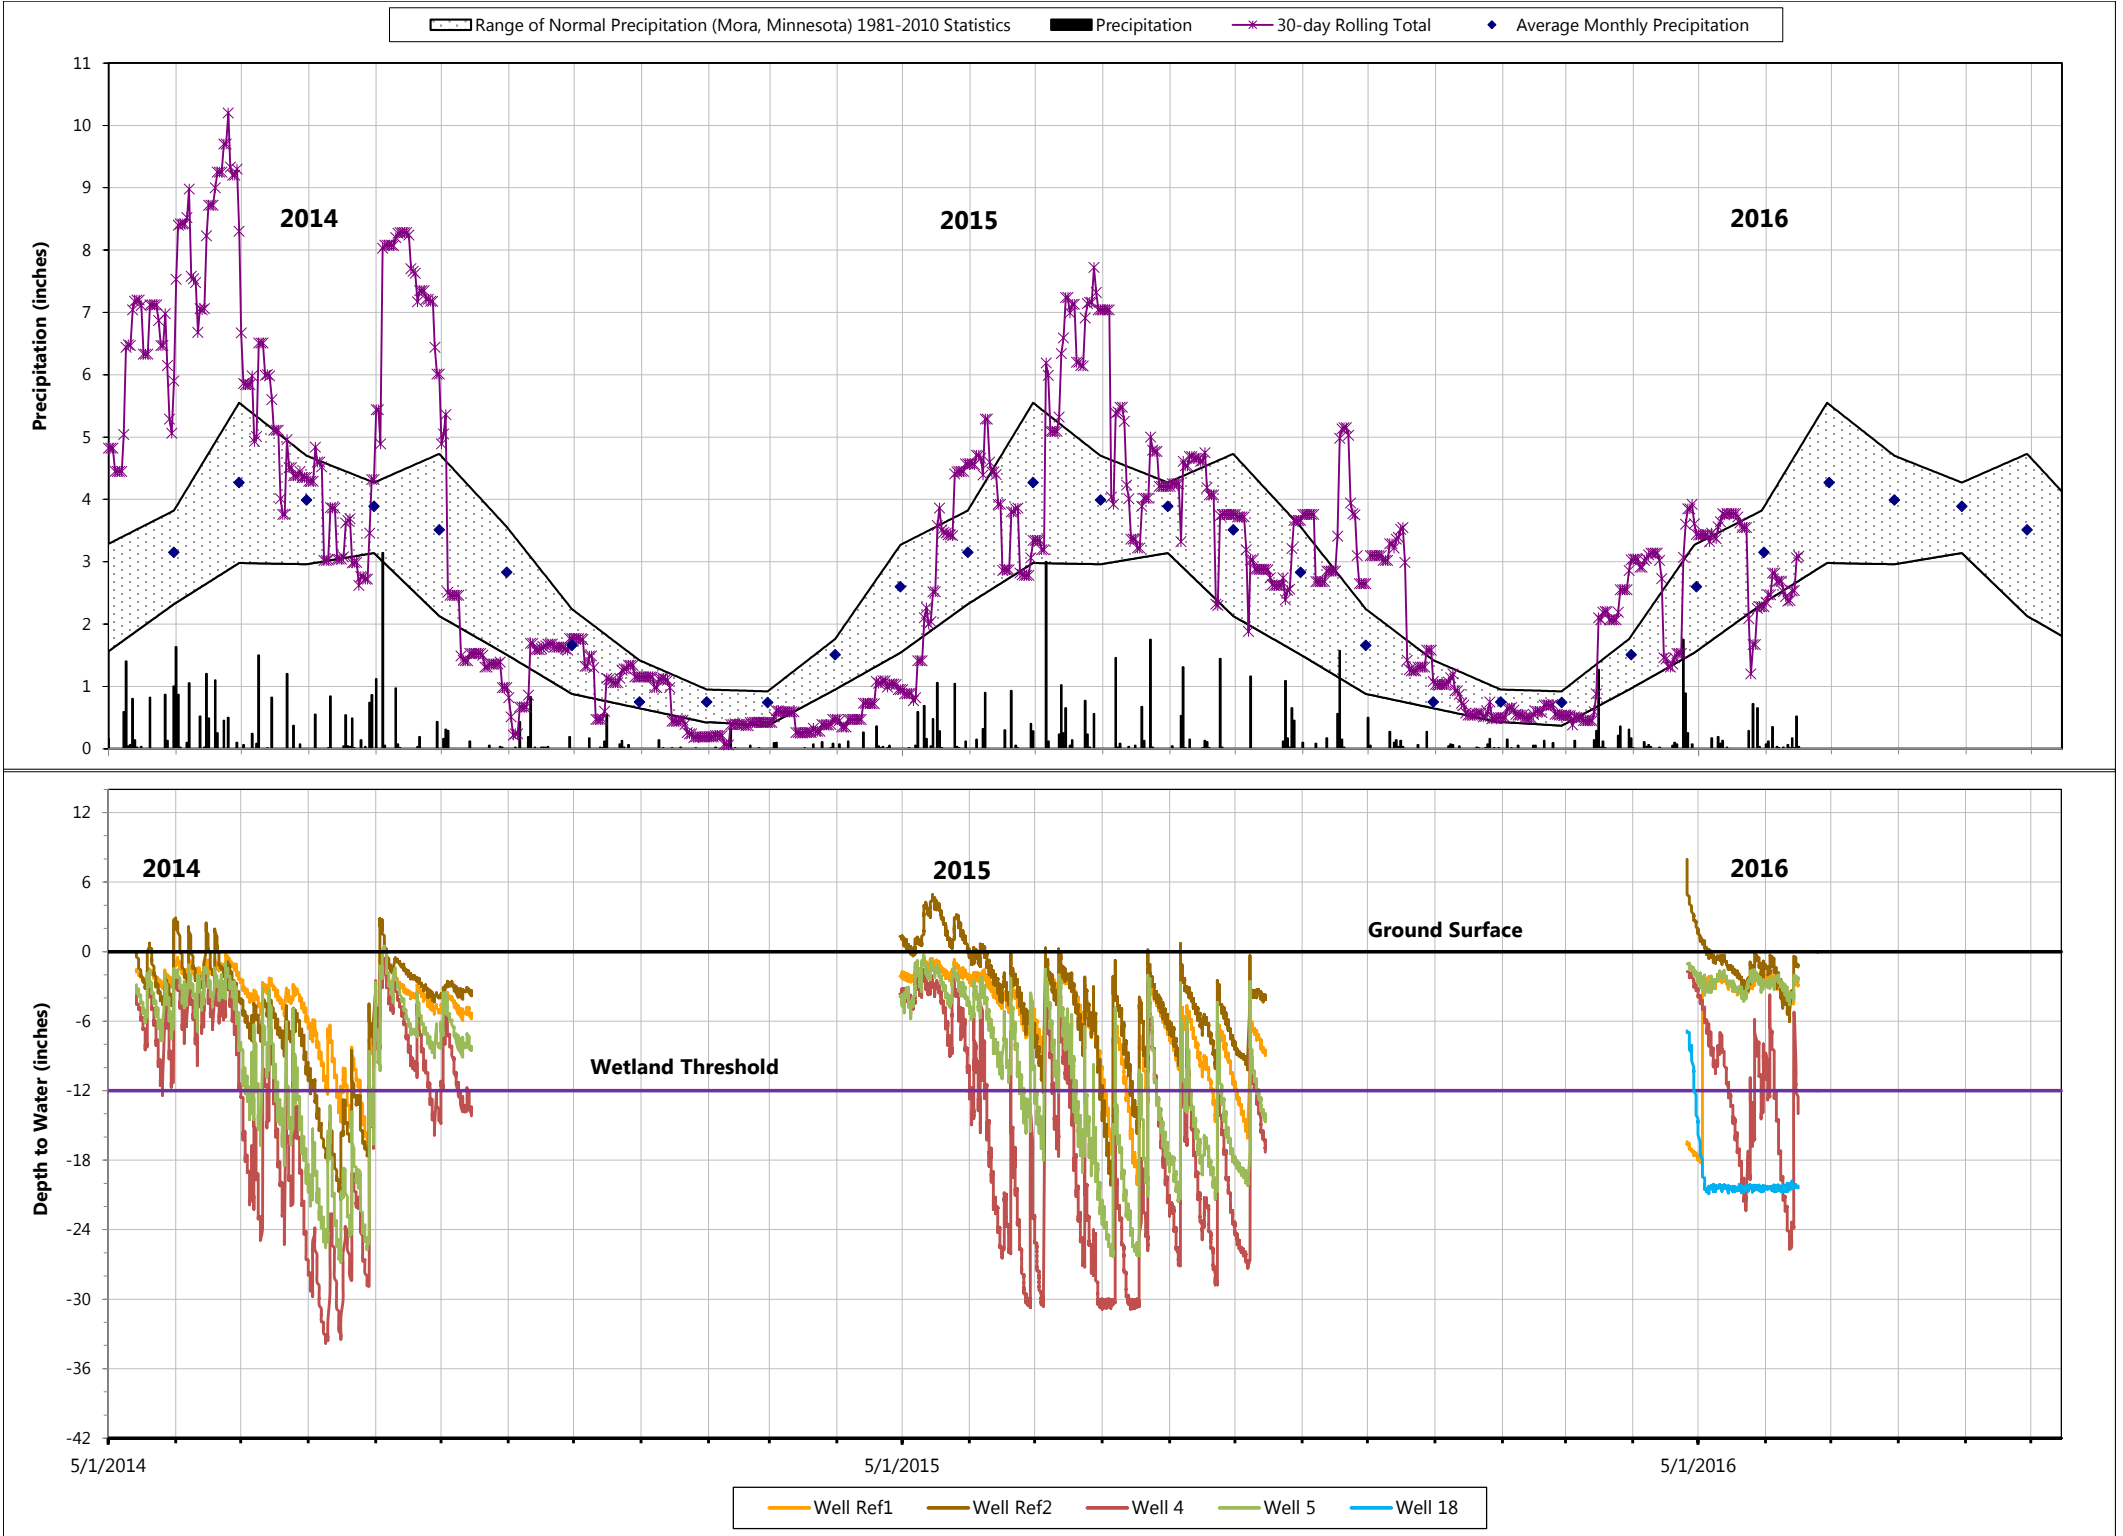 Range of Normal Precipitation (Mora, Minnesota) 1981-2010 Statistics Precipitation 30-day Rolling Total Average Monthly Precipitation
11
10
9
8
7
6
5
4
3
2
1
0
Precipitation (inches)
2014 2015 2016
12
6
0
-6
-12
-18
-24
-30
-36
-42
Depth to Water (inches)
2014 2015 2016
Ground Surface
Wetland Threshold
5/1/2014 5/1/2015 5/1/2016
Well Ref1 Well Ref2 Well 4 Well 5 Well 18